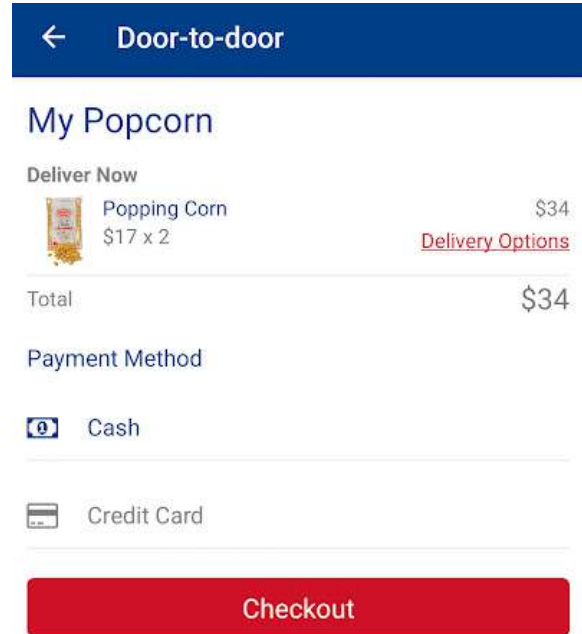 Door-to-door
My Popcorn
Deliver Now
Popping Corn $34
$17 x 2 Delivery Options
Total $34
Payment Method
Cash
Credit Card
Checkout